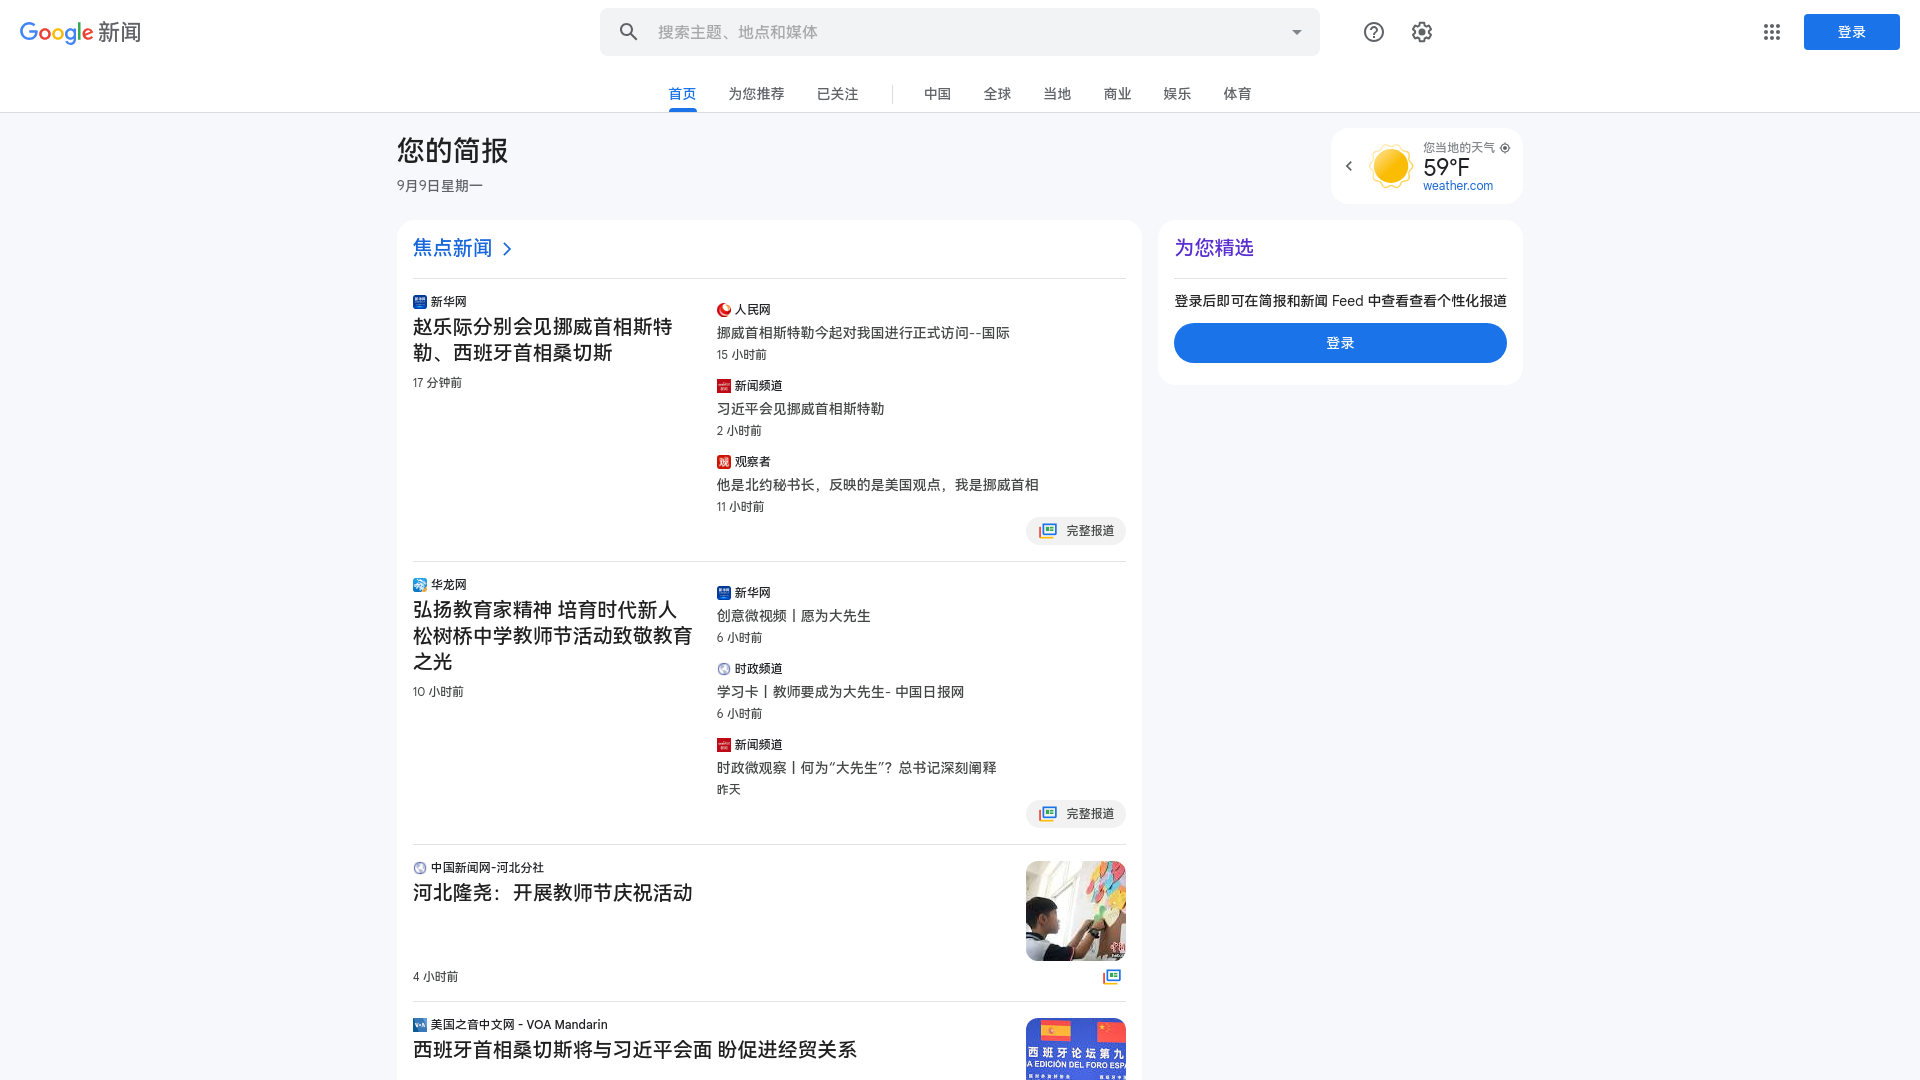 Google 新闻
搜索主题、地点和媒体
登录
首页
为您推荐
已关注
中国
全球
当地
商业
娱乐
体育
您的简报
9月9日星期一
您当地的天气
59°F
weather.com
焦点新闻
新华网
赵乐际分别会见挪威首相斯特
勒、西班牙首相桑切斯
17 分钟前
人民网
挪威首相斯特勒今起对我国进行正式访问--国际
15 小时前
新闻频道
习近平会见挪威首相斯特勒
2 小时前
观察者
他是北约秘书长，反映的是美国观点，我是挪威首相
11 小时前
完整报道
华龙网
弘扬教育家精神 培育时代新人
松树桥中学教师节活动致敬教育
之光
10 小时前
新华网
创意微视频丨愿为大先生
6 小时前
时政频道
学习卡丨教师要成为大先生- 中国日报网
6 小时前
新闻频道
时政微观察丨何为“大先生”？总书记深刻阐释
昨天
完整报道
中国新闻网-河北分社
河北隆尧：开展教师节庆祝活动
4 小时前
美国之音中文网 - VOA Mandarin
西班牙首相桑切斯将与习近平会面 盼促进经贸关系
西班牙论坛第九
A EDICIÓN DEL FORO ESPA
为您精选
登录后即可在简报和新闻 Feed 中查看查看个性化报道
登录